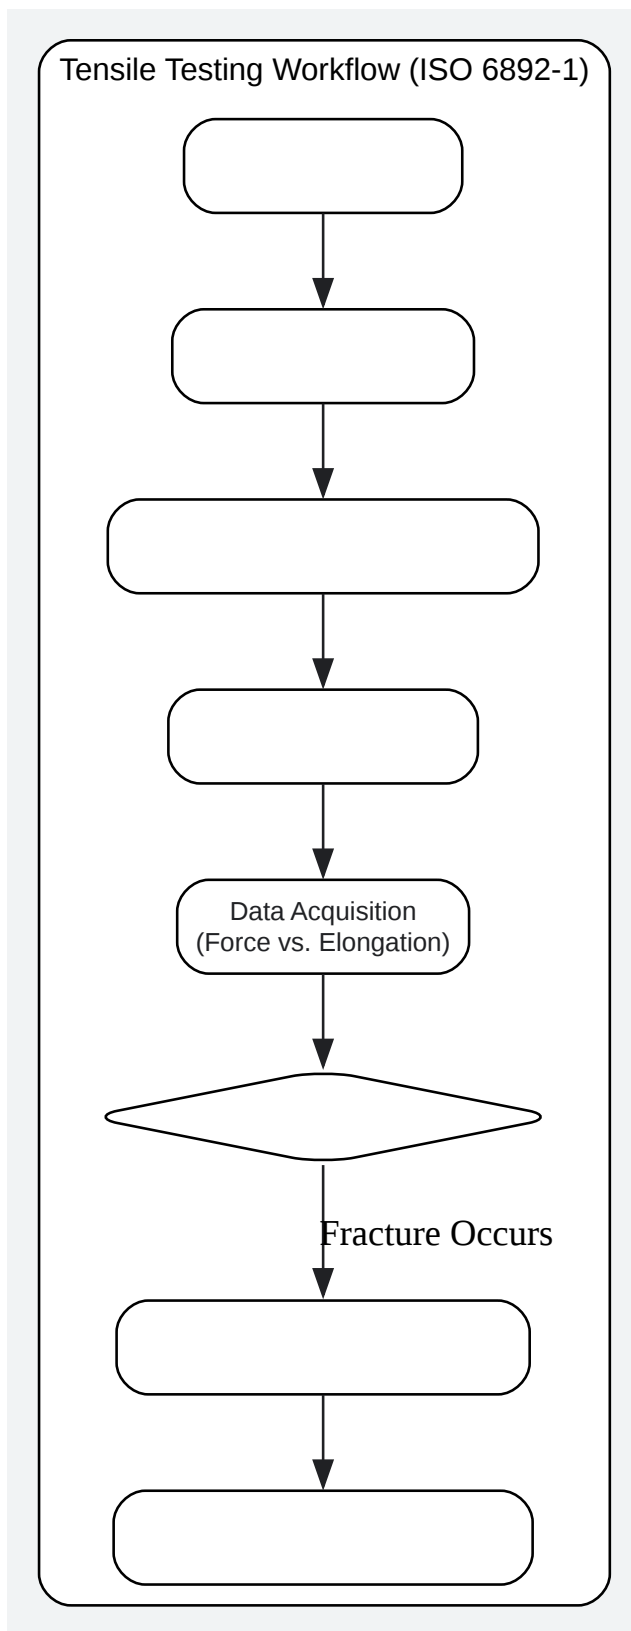 Tensile Testing Workflow (ISO 6892-1)
Data Acquisition
(Force vs. Elongation)
Fracture Occurs